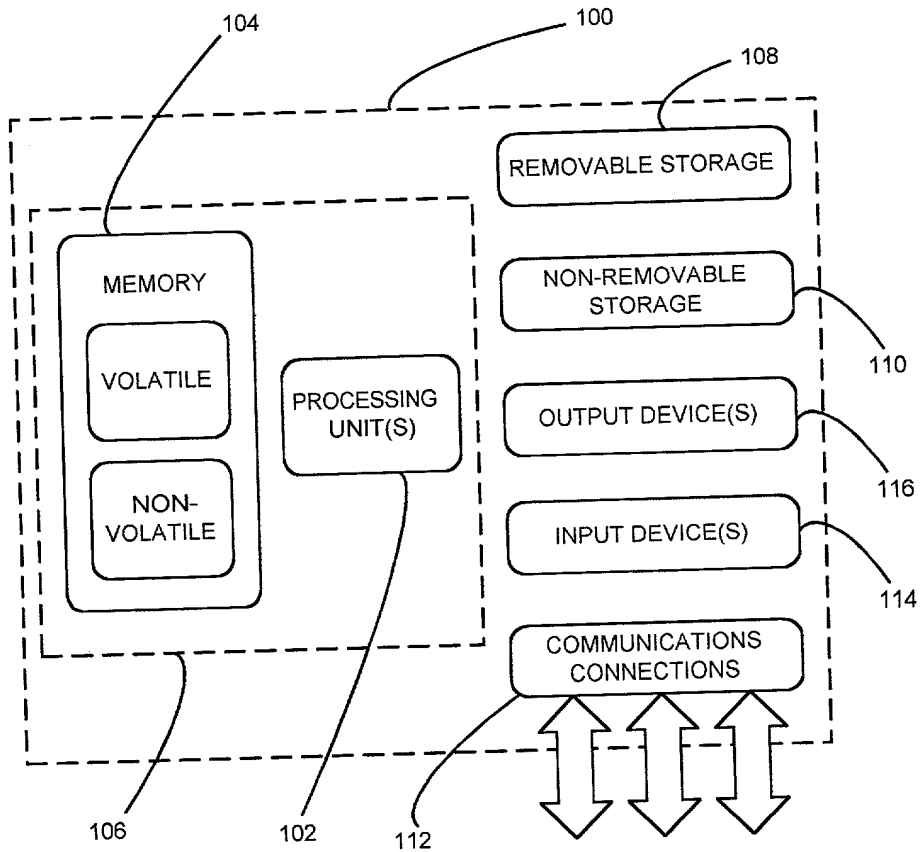 104
100
108
REMOVABLE STORAGE
MEMORY
VOLATILE
NON-
VOLATILE
PROCESSING
UNIT(S)
NON-REMOVABLE
STORAGE
110
OUTPUT DEVICE(S)
116
INPUT DEVICE(S)
114
COMMUNICATIONS
CONNECTIONS
106
102
112